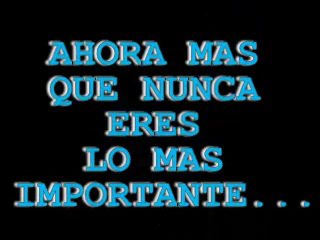 AHORA MAS
QUE NUNCA
ERES
LO MAS
IMPORTANTE...